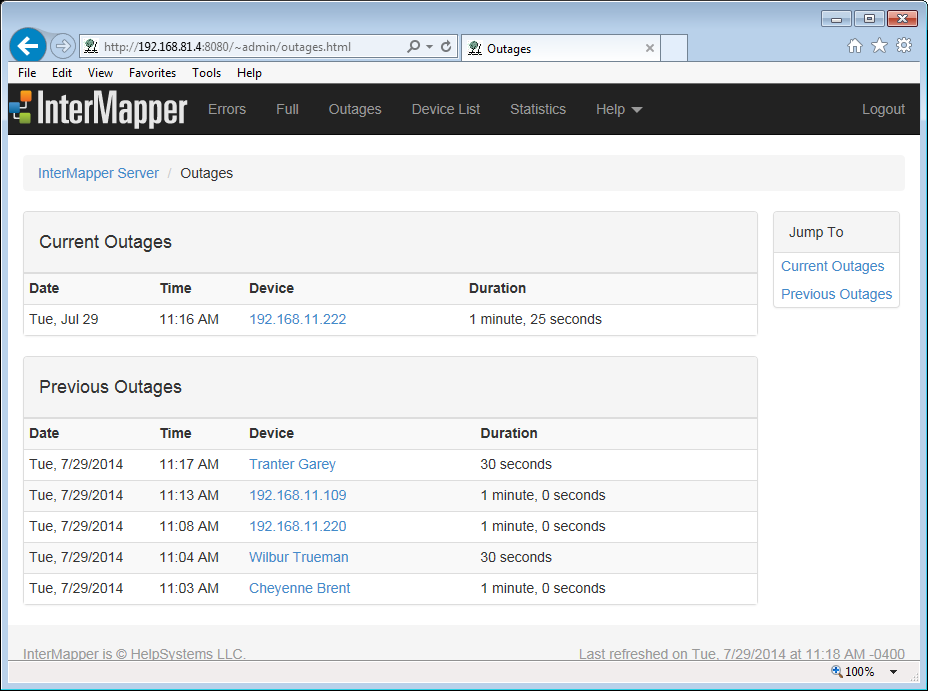 http://192.168.81.4:8080/~admin/outages.html Outages
File Edit View Favorites Tools Help
InterMapper Errors Full Outages Device List Statistics Help Logout
InterMapper Server / Outages
Current Outages
Date Time Device Duration
Tue, Jul 29 11:16 AM 192.168.11.222 1 minute, 25 seconds
Jump To
Current Outages
Previous Outages
Previous Outages
Date Time Device Duration
Tue, 7/29/2014 11:17 AM Tranter Garey 30 seconds
Tue, 7/29/2014 11:13 AM 192.168.11.109 1 minute, 0 seconds
Tue, 7/29/2014 11:08 AM 192.168.11.220 1 minute, 0 seconds
Tue, 7/29/2014 11:04 AM Wilbur Trueman 30 seconds
Tue, 7/29/2014 11:03 AM Cheyenne Brent 1 minute, 0 seconds
InterMapper is © HelpSystems LLC. Last refreshed on Tue, 7/29/2014 at 11:18 AM -0400
100%